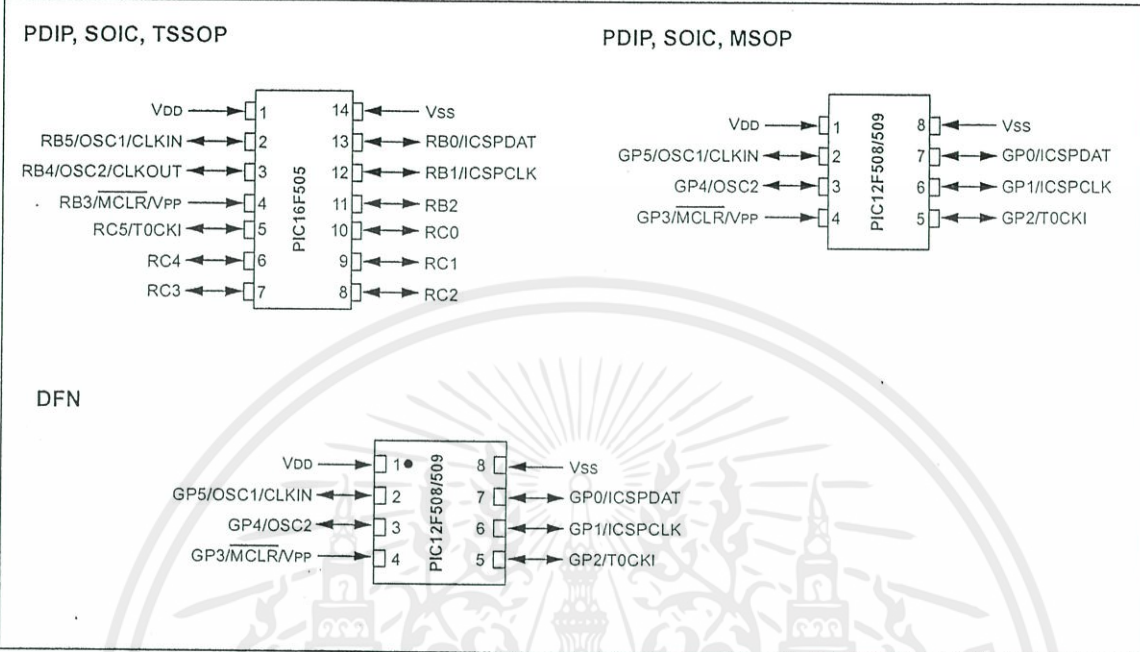 PDIP, SOIC, TSSOP
VDD
RB5/OSC1/CLKIN
RB4/OSC2/CLKOUT
RB3/MCLR/VPP
RC5/T0CKI
RC4
RC3
1
2
3
4
5
6
7
PIC16F505
14
13
12
11
10
9
8
VSS
RB0/ICSPDAT
RB1/ICSPCLK
RB2
RC0
RC1
RC2
PDIP, SOIC, MSOP
VDD
GP5/OSC1/CLKIN
GP4/OSC2
GP3/MCLR/VPP
1
2
3
4
PIC12F508/509
8
7
6
5
VSS
GP0/ICSPDAT
GP1/ICSPCLK
GP2/T0CKI
DFN
VDD
GP5/OSC1/CLKIN
GP4/OSC2
GP3/MCLR/VPP
1
2
3
4
PIC12F508/509
8
7
6
5
VSS
GP0/ICSPDAT
GP1/ICSPCLK
GP2/T0CKI